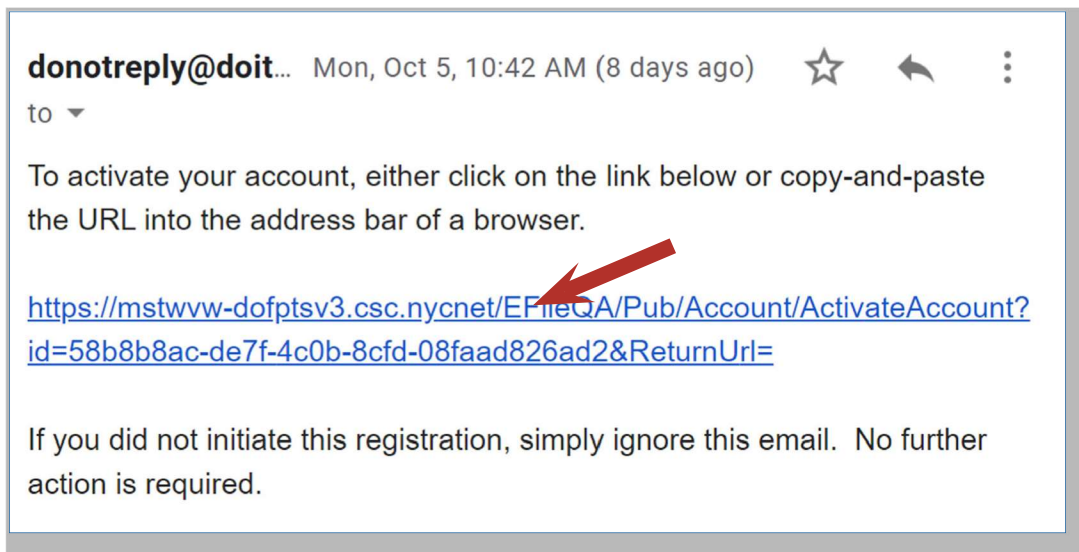 donotreply@doit... Mon, Oct 5, 10:42 AM (8 days ago)
to
To activate your account, either click on the link below or copy-and-paste
the URL into the address bar of a browser.
https://mstwvw-dofptsv3.csc.nycnet/EFileQA/Pub/Account/ActivateAccount?
id=58b8b8ac-de7f-4c0b-8cfd-08faad826ad2&ReturnUrl=
If you did not initiate this registration, simply ignore this email.  No further
action is required.